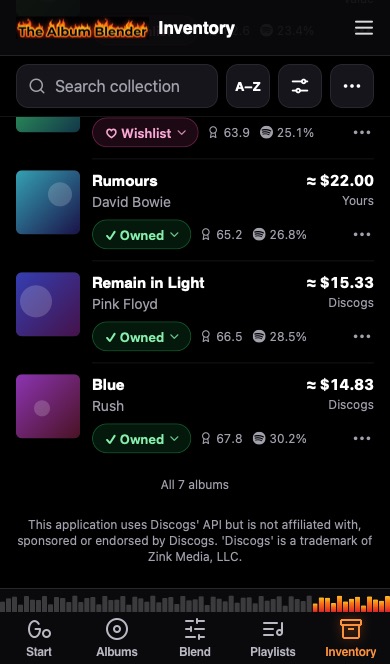 The Album Blender Inventory
Search collection A–Z
Wishlist 63.9 25.1%
Rumours ≈ $22.00
David Bowie Yours
Owned 65.2 26.8%
Remain in Light ≈ $15.33
Pink Floyd Discogs
Owned 66.5 28.5%
Blue ≈ $14.83
Rush Discogs
Owned 67.8 30.2%
All 7 albums
This application uses Discogs' API but is not affiliated with,
sponsored or endorsed by Discogs. 'Discogs' is a trademark of
Zink Media, LLC.
Go
Start Albums Blend Playlists Inventory